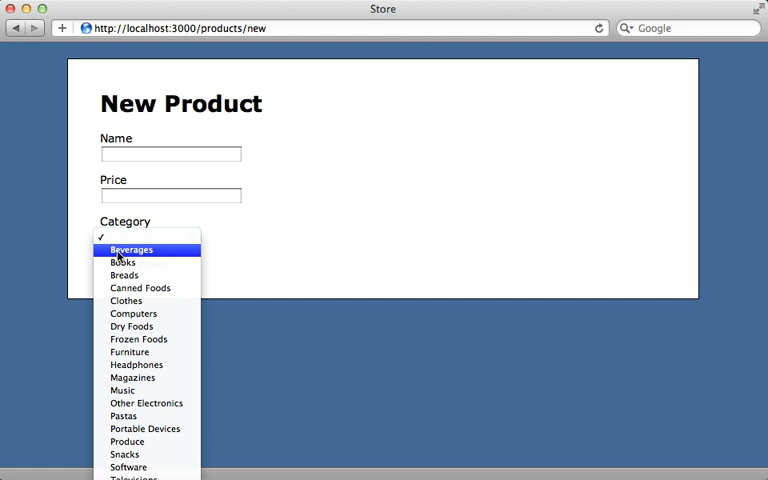 Store
http://localhost:3000/products/new
Google
New Product
Name
Price
Category
✓
Beverages
Books
Breads
Canned Foods
Clothes
Computers
Dry Foods
Frozen Foods
Furniture
Headphones
Magazines
Music
Other Electronics
Pastas
Portable Devices
Produce
Snacks
Software
Televisions